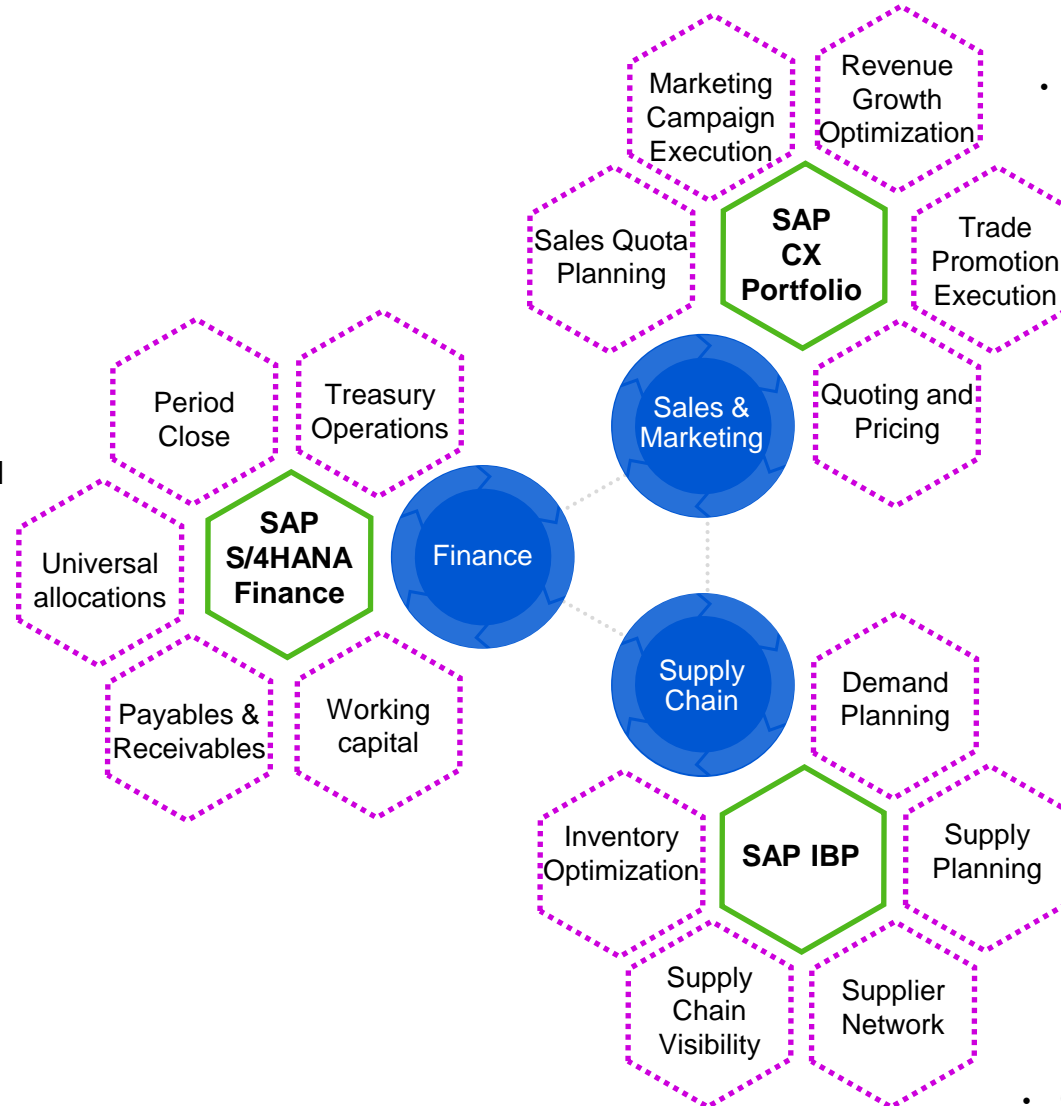 Marketing
Campaign
Execution
Revenue
Growth
Optimization
Sales Quota
Planning
SAP
CX
Portfolio
Trade
Promotion
Execution
Sales &
Marketing
Quoting and
Pricing
Period
Close
Treasury
Operations
Universal
allocations
SAP
S/4HANA
Finance
Finance
Payables &
Receivables
Working
capital
Supply
Chain
Demand
Planning
Inventory
Optimization
SAP IBP
Supply
Planning
Supply
Chain
Visibility
Supplier
Network